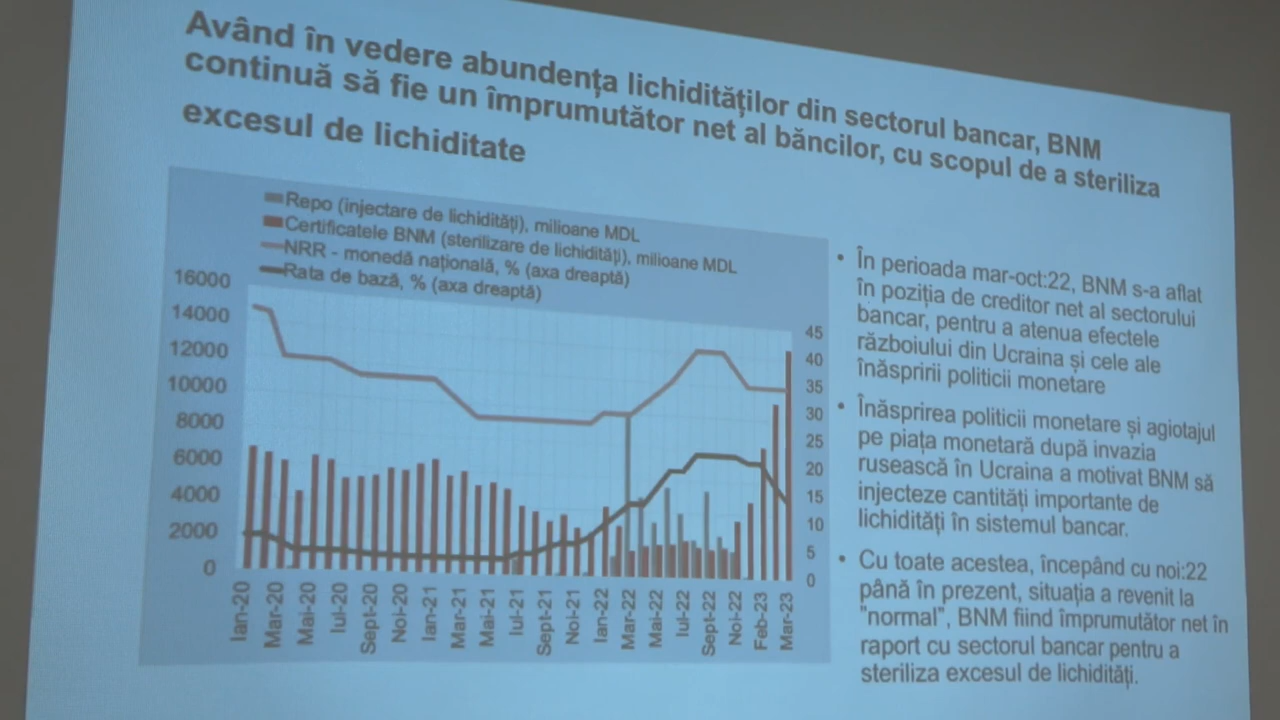 Având în vedere abundența lichidităților din sectorul bancar, BNM
continuă să fie un împrumutător net al băncilor, cu scopul de a steriliza
excesul de lichiditate
Repo (injectare de lichidități), milioane MDL
Certificatele BNM (sterilizare de lichidități), milioane MDL
NRR - monedă națională, % (axa dreaptă)
Rata de bază, % (axa dreaptă)
16000
14000
12000
10000
8000
6000
4000
2000
0
45
40
35
30
25
20
15
10
5
0
Ian-20
Mar-20
Mai-20
Iul-20
Sept-20
Noi-20
Ian-21
Mar-21
Mai-21
Iul-21
Sept-21
Noi-21
Ian-22
Mar-22
Mai-22
Iul-22
Sept-22
Noi-22
Feb-23
Mar-23
• În perioada mar-oct:22, BNM s-a aflat
în poziția de creditor net al sectorului
bancar, pentru a atenua efectele
războiului din Ucraina și cele ale
înăspririi politicii monetare
• Înăsprirea politicii monetare și agiotajul
pe piața monetară după invazia
rusească în Ucraina a motivat BNM să
injecteze cantități importante de
lichidități în sistemul bancar.
• Cu toate acestea, începând cu noi:22
până în prezent, situația a revenit la
"normal", BNM fiind împrumutător net în
raport cu sectorul bancar pentru a
steriliza excesul de lichidități.